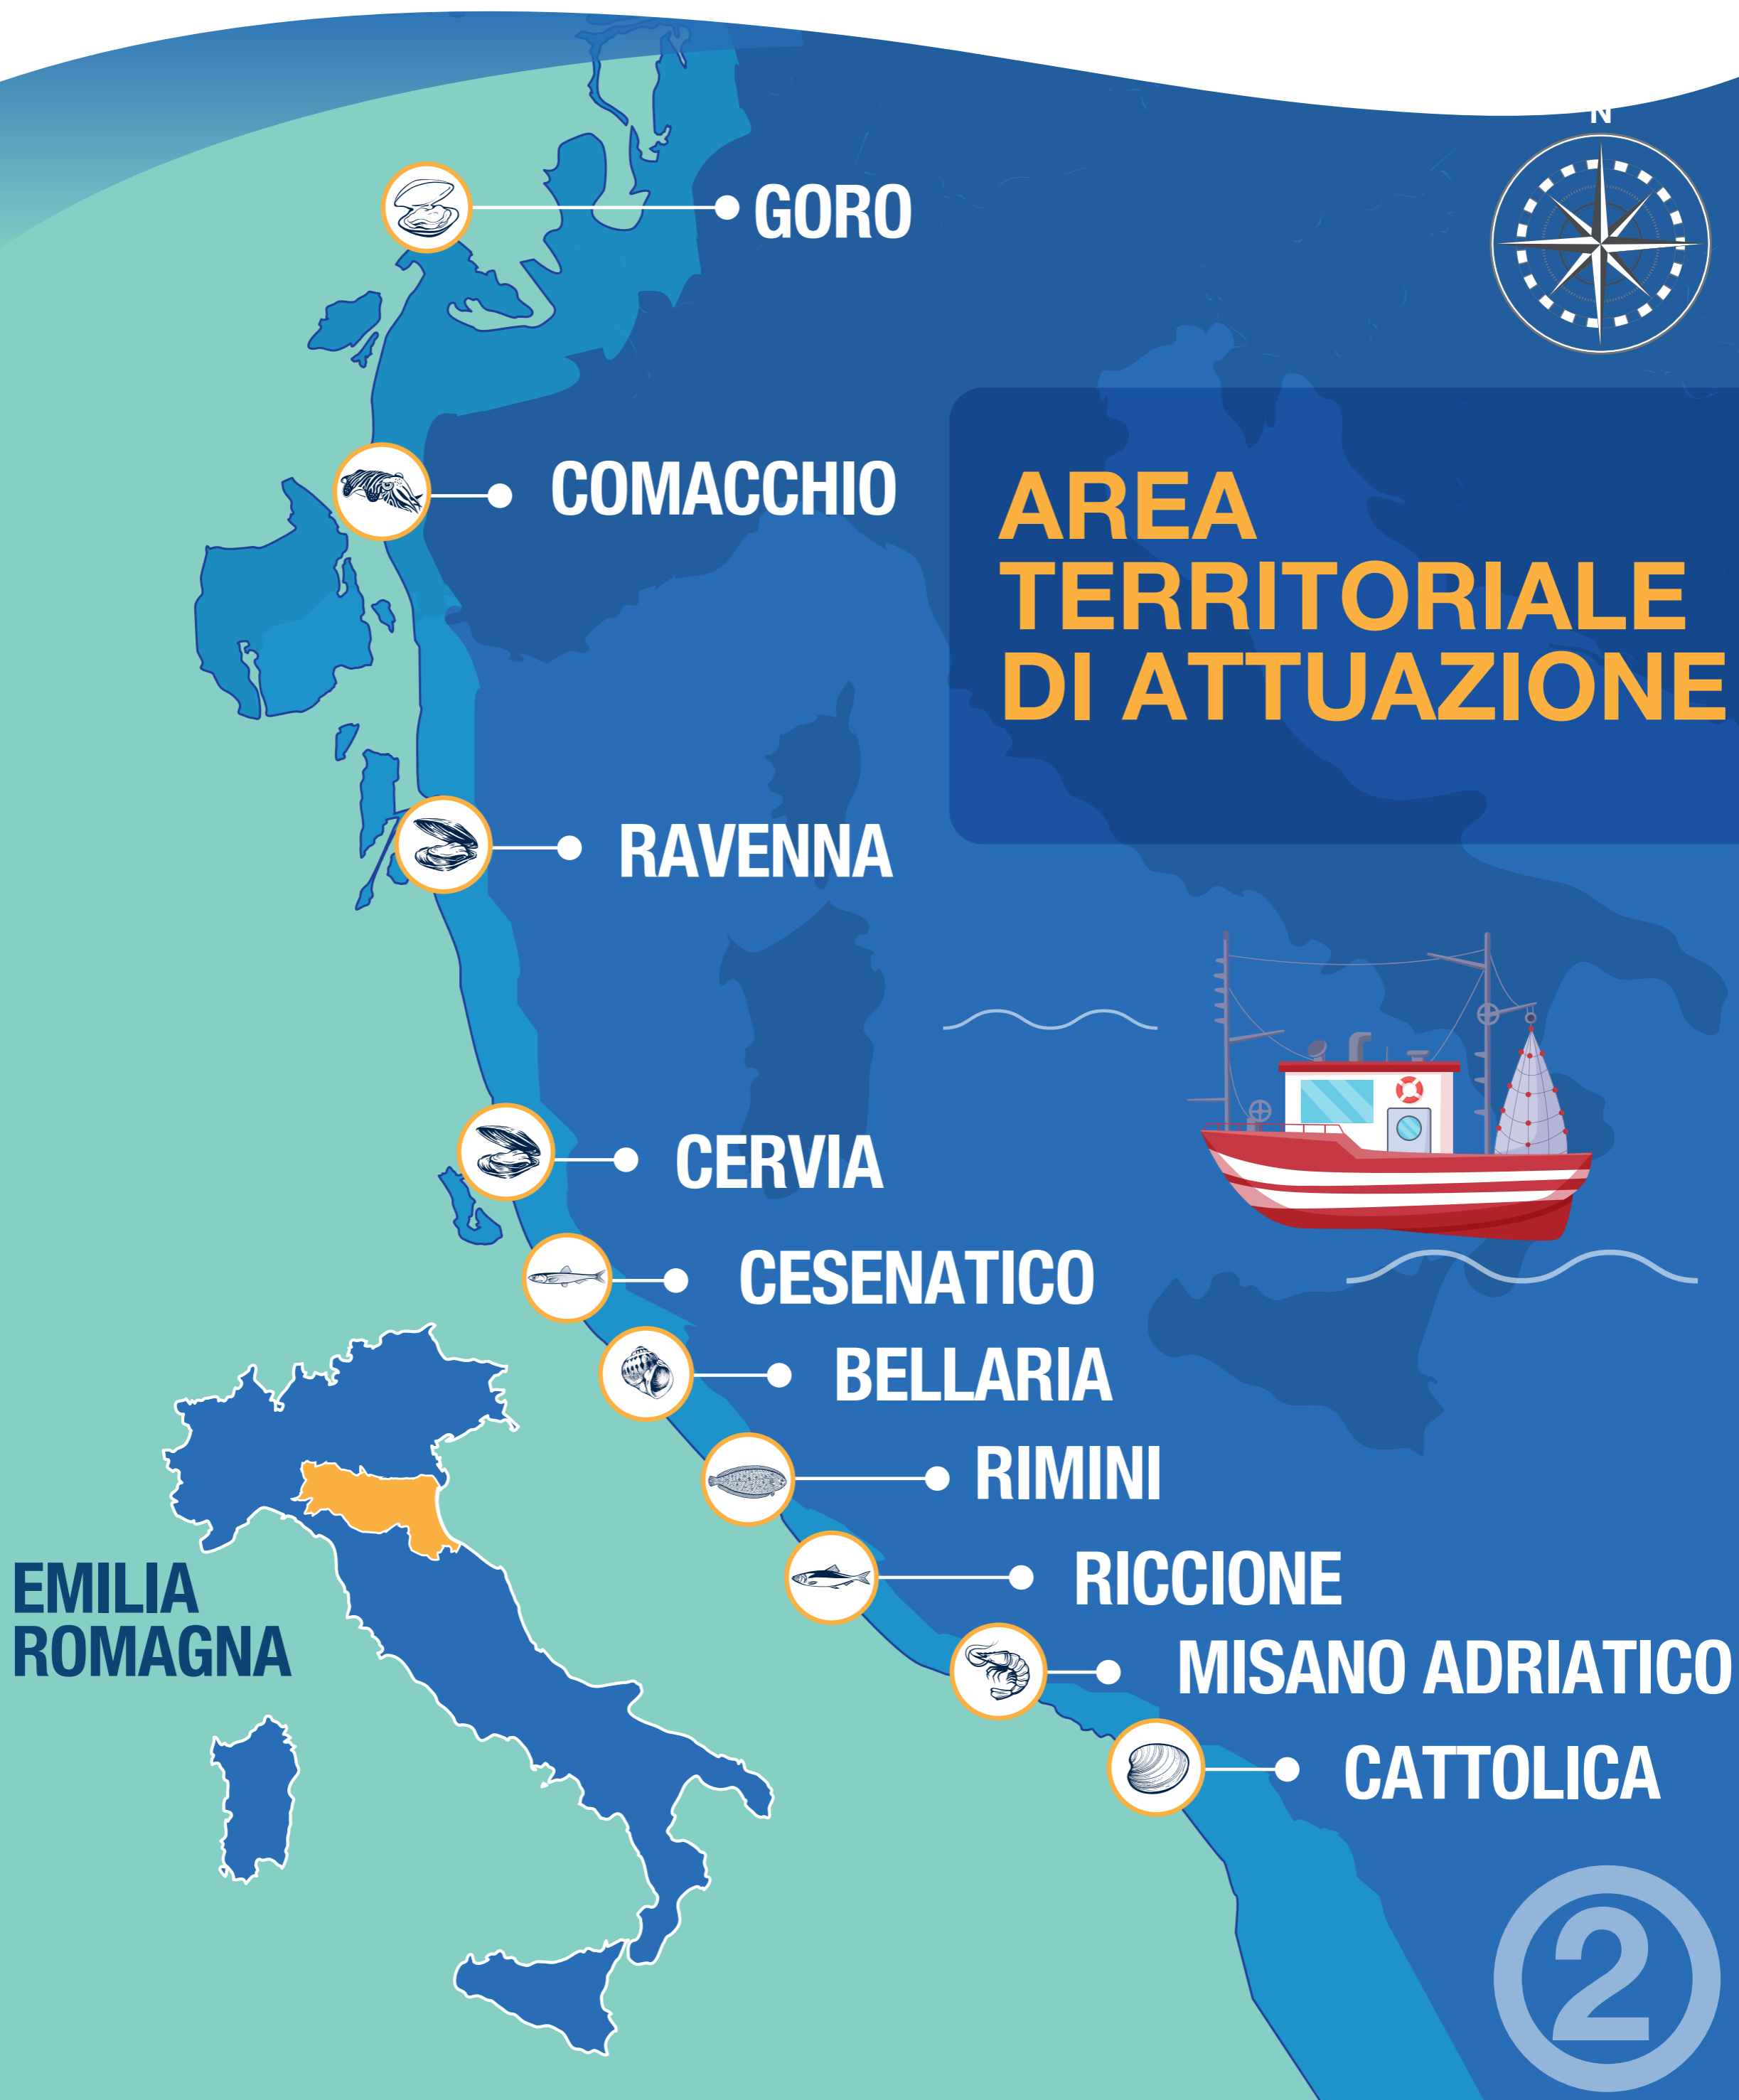 N
GORO
COMACCHIO
AREA
TERRITORIALE
DI ATTUAZIONE
RAVENNA
CERVIA
CESENATICO
BELLARIA
RIMINI
RICCIONE
EMILIA
ROMAGNA
MISANO ADRIATICO
CATTOLICA
2